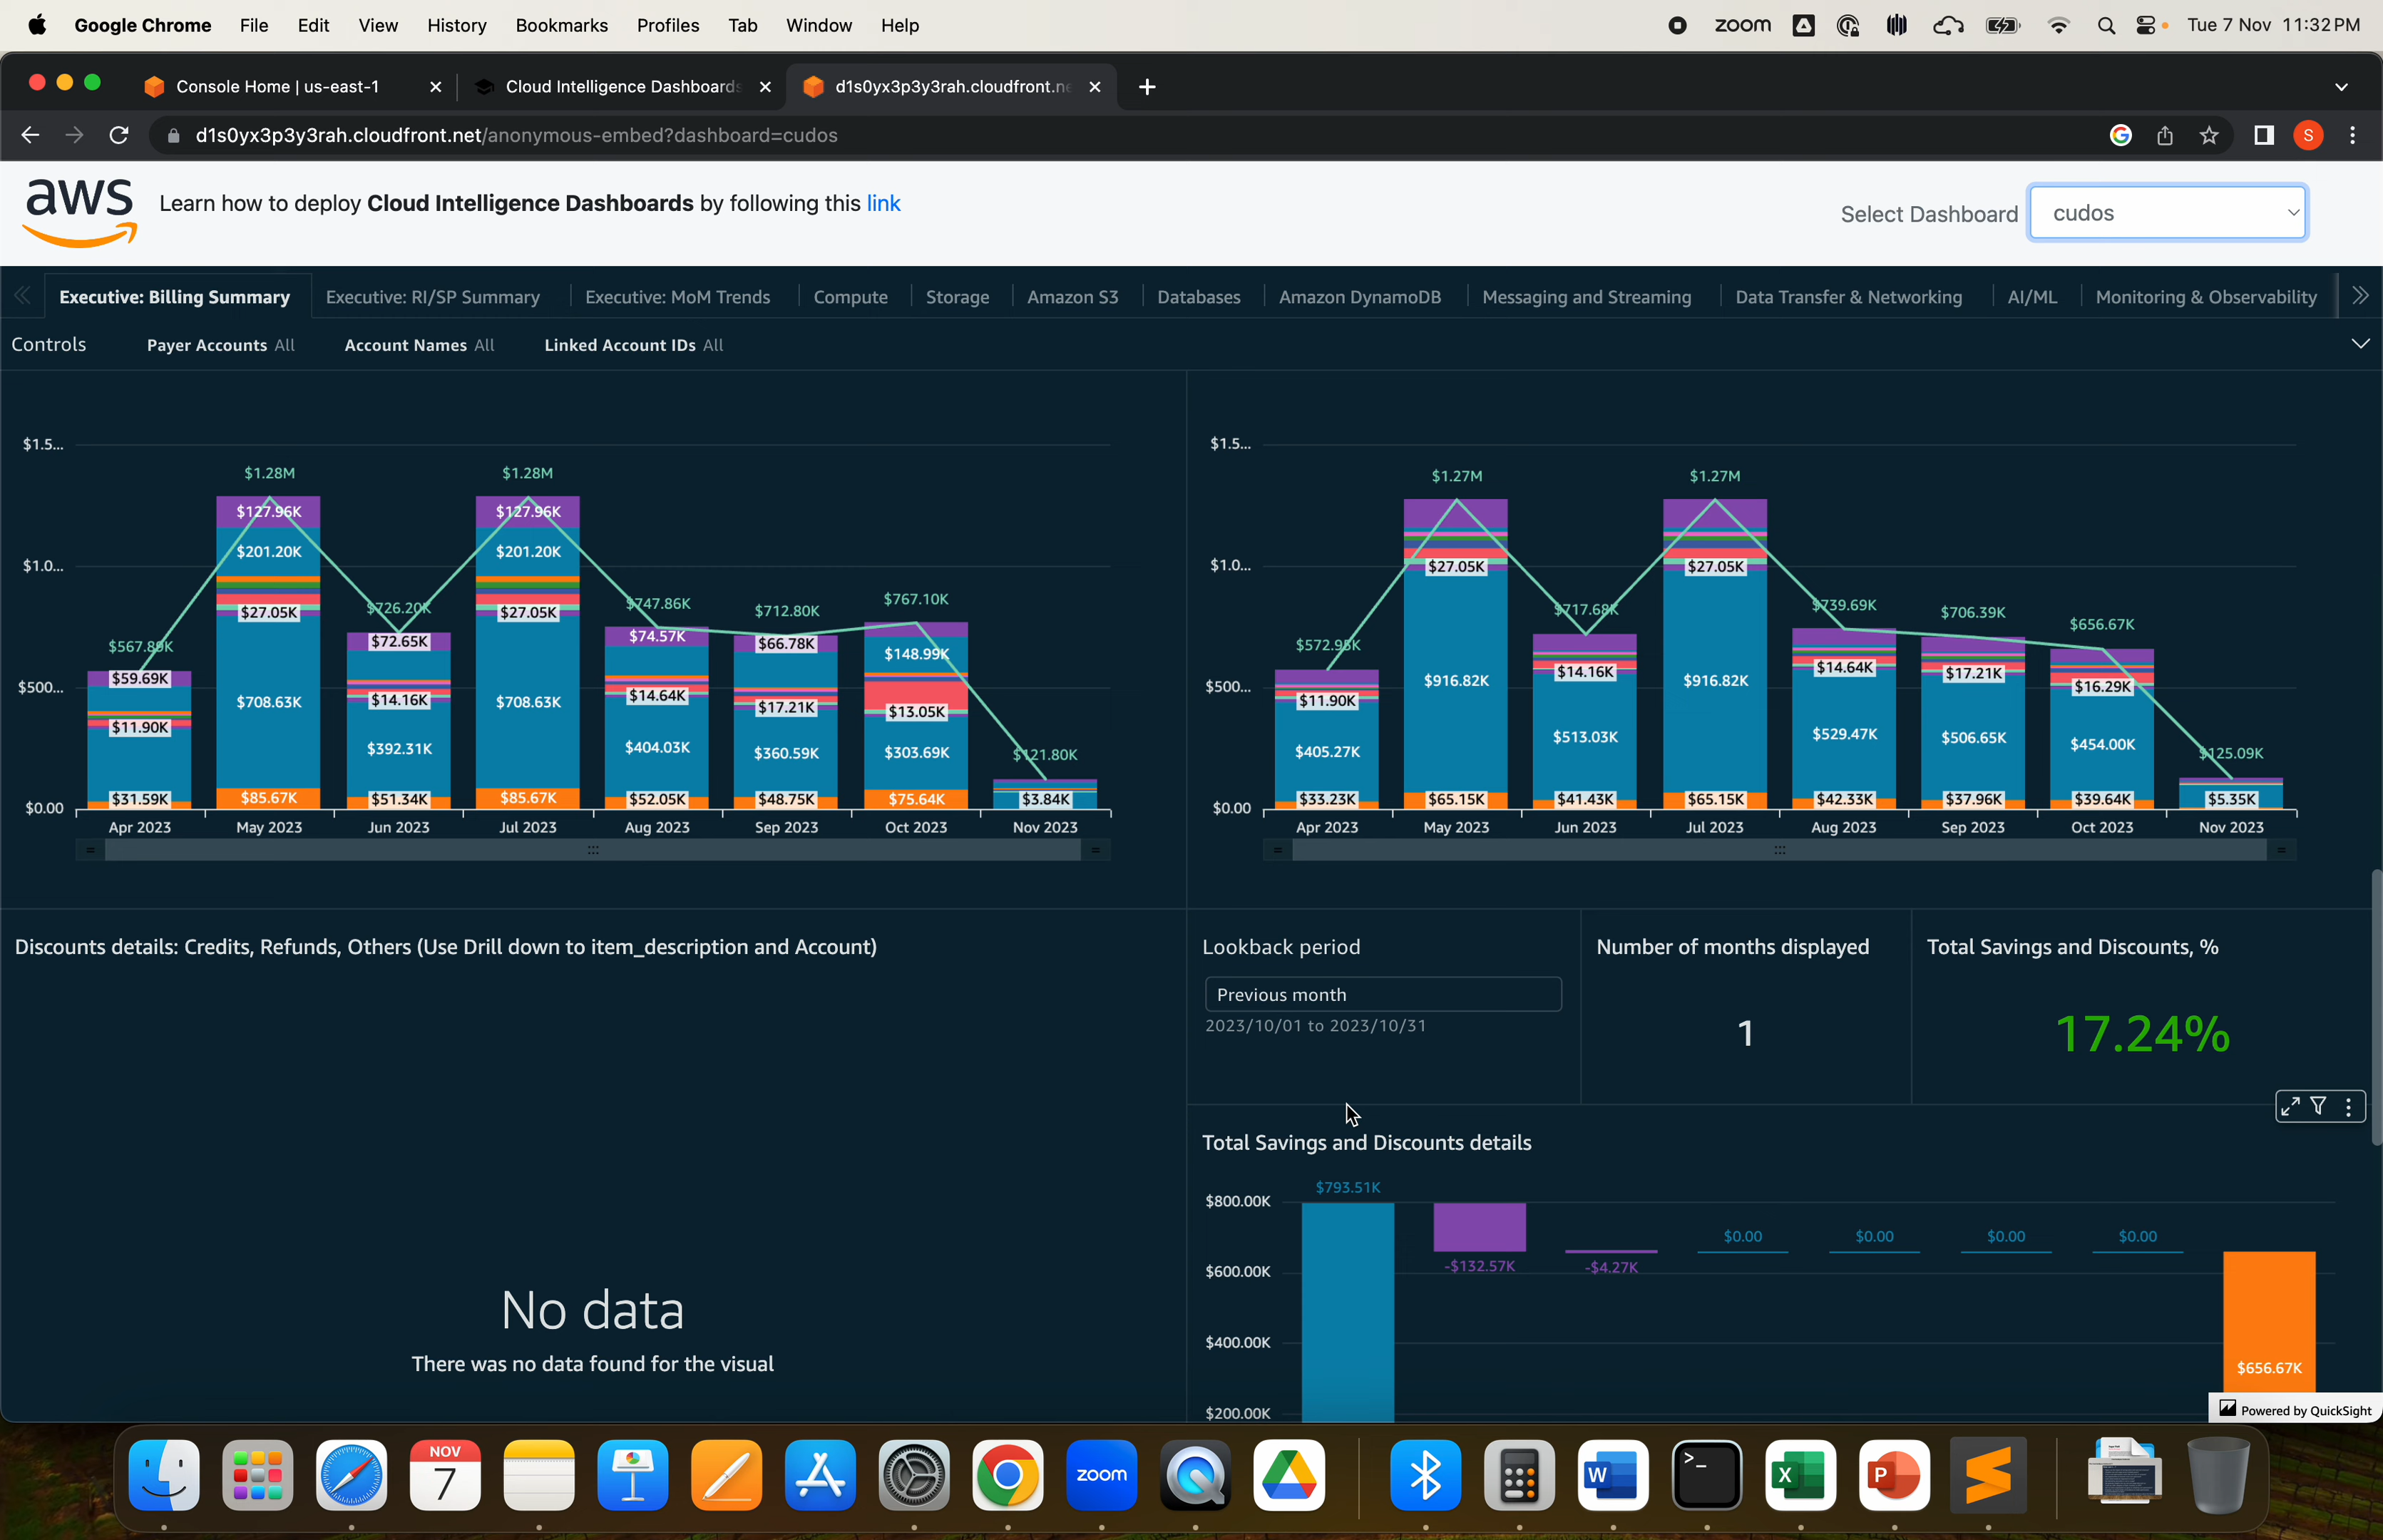 Google Chrome File Edit View History Bookmarks Profiles Tab Window Help zoom Tue 7 Nov 11:32 PM
Console Home | us-east-1 Cloud Intelligence Dashboards d1s0yx3p3y3rah.cloudfront.ne
d1s0yx3p3y3rah.cloudfront.net/anonymous-embed?dashboard=cudos S
aws Learn how to deploy Cloud Intelligence Dashboards by following this link Select Dashboard cudos
Executive: Billing Summary Executive: RI/SP Summary Executive: MoM Trends Compute Storage Amazon S3 Databases Amazon DynamoDB Messaging and Streaming Data Transfer & Networking AI/ML Monitoring & Observability
Controls Payer Accounts All Account Names All Linked Account IDs All
$1.5...
$1.28M $1.28M
$127.96K $127.96K
$201.20K $201.20K
$1.0...
$767.10K
$726.20K $747.86K $712.80K
$27.05K $27.05K
$567.89K $72.65K $74.57K $66.78K $148.99K
$59.69K
$500...
$14.16K $14.64K $17.21K $13.05K
$11.90K $708.63K $708.63K
$392.31K $404.03K $360.59K $303.69K $121.80K
$31.59K $85.67K $51.34K $85.67K $52.05K $48.75K $75.64K $3.84K
$0.00
Apr 2023 May 2023 Jun 2023 Jul 2023 Aug 2023 Sep 2023 Oct 2023 Nov 2023
$1.5...
$1.27M $1.27M
$1.0...
$27.05K $27.05K
$717.68K $739.69K $706.39K $656.67K
$572.95K
$14.16K $14.64K $17.21K $16.29K
$500...
$11.90K $916.82K $916.82K
$405.27K $513.03K $529.47K $506.65K $454.00K $125.09K
$33.23K $65.15K $41.43K $65.15K $42.33K $37.96K $39.64K $5.35K
$0.00
Apr 2023 May 2023 Jun 2023 Jul 2023 Aug 2023 Sep 2023 Oct 2023 Nov 2023
Discounts details: Credits, Refunds, Others (Use Drill down to item_description and Account)
No data
There was no data found for the visual
Lookback period
Previous month
2023/10/01 to 2023/10/31
Number of months displayed
1
Total Savings and Discounts, %
17.24%
Total Savings and Discounts details
$793.51K
$800.00K
$0.00 $0.00 $0.00 $0.00
-$132.57K -$4.27K
$600.00K
$400.00K
$656.67K
$200.00K
Powered by QuickSight
NOV
7
zoom
W
>_
X
P